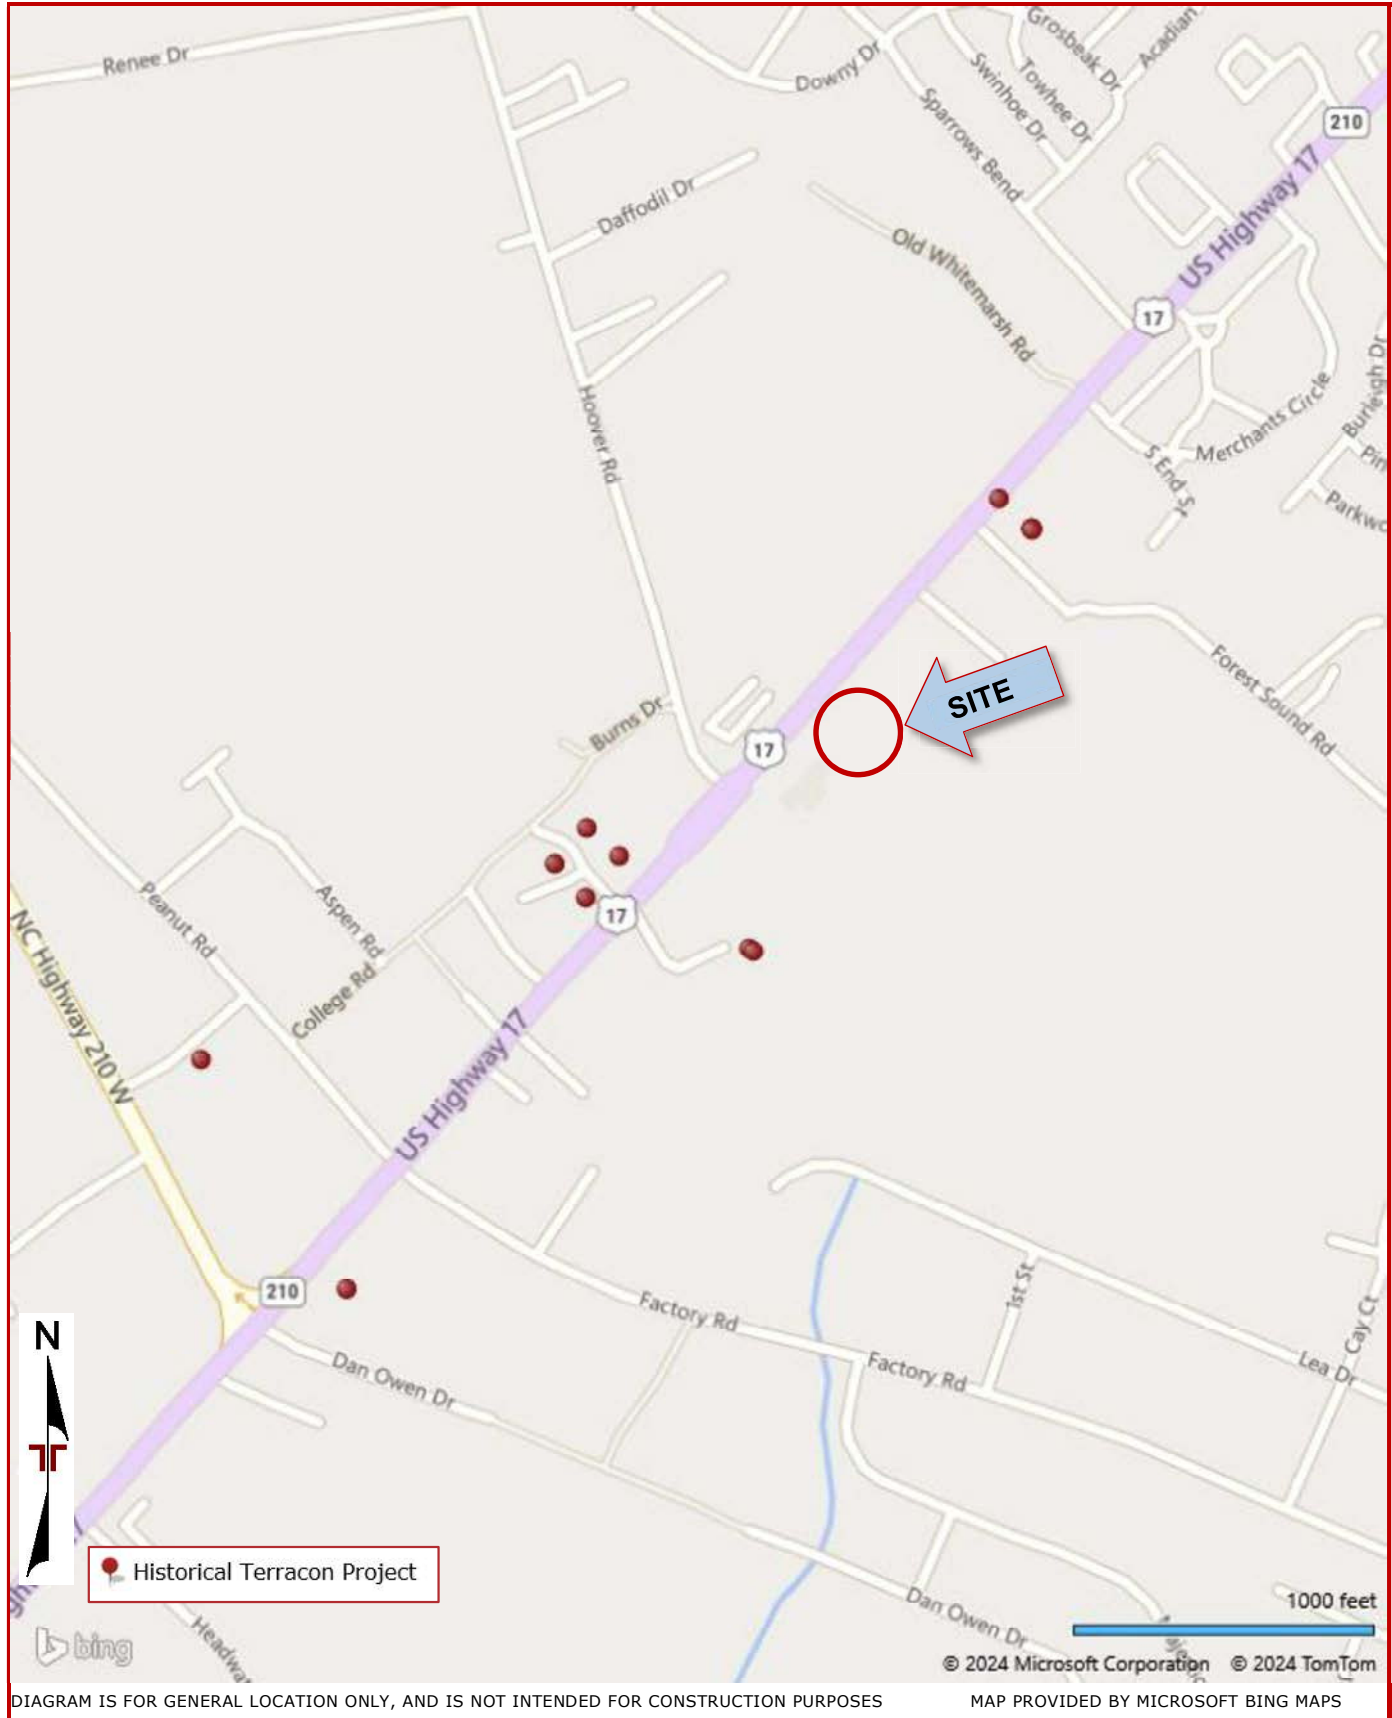 Renee Dr
Downy Dr
Grosbeak Dr
Acadian
Swinhoe Dr
Towhee Dr
Sparrows Bend
210
US Highway 17
Daffodil Dr
Old Whitemarsh Rd
17
Hoover Rd
Merchants Circle
Burleigh Dr
S End St
Pin
Parkwo
Forest Sound Rd
SITE
Burns Dr
17
Peanut Rd
Aspen Rd
17
NC Highway 210 W
College Rd
US Highway 17
210
Factory Rd
1st St
Cay Ct
Lea Dr
Factory Rd
Dan Owen Dr
N
Historical Terracon Project
Dan Owen Dr
Headwa
bing
1000 feet
© 2024 Microsoft Corporation © 2024 TomTom
DIAGRAM IS FOR GENERAL LOCATION ONLY, AND IS NOT INTENDED FOR CONSTRUCTION PURPOSES
MAP PROVIDED BY MICROSOFT BING MAPS